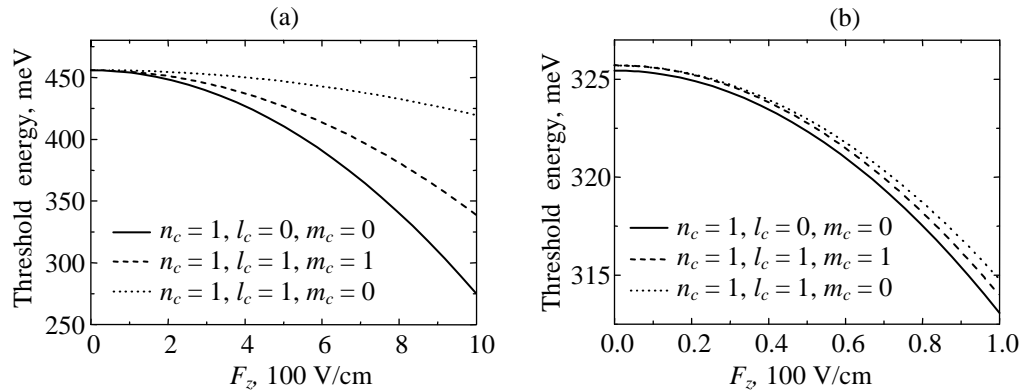 (a)
Threshold energy, meV
450
400
350
300
250
0 2 4 6 8 10
F_z, 100 V/cm
n_c = 1, l_c = 0, m_c = 0
n_c = 1, l_c = 1, m_c = 1
n_c = 1, l_c = 1, m_c = 0
(b)
Threshold energy, meV
325
320
315
0.0 0.2 0.4 0.6 0.8 1.0
F_z, 100 V/cm
n_c = 1, l_c = 0, m_c = 0
n_c = 1, l_c = 1, m_c = 1
n_c = 1, l_c = 1, m_c = 0